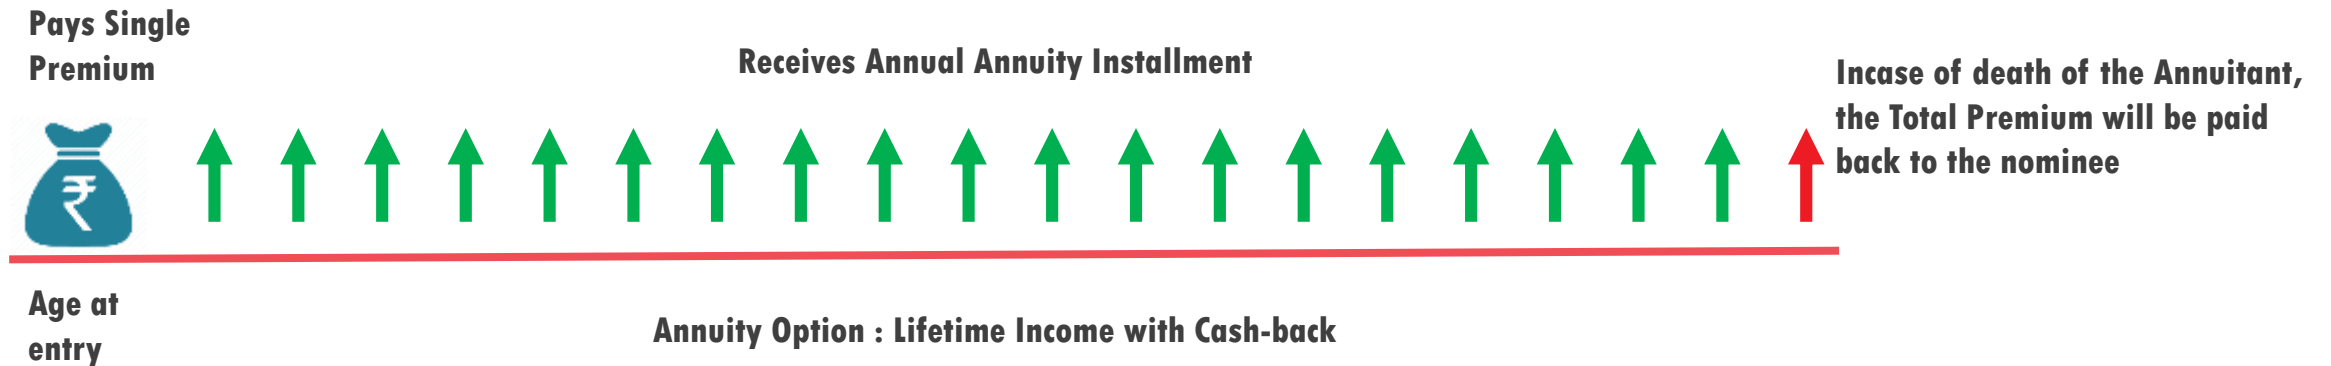 Pays Single
Premium
Receives Annual Annuity Installment
Incase of death of the Annuitant,
the Total Premium will be paid
back to the nominee
₹
Age at
entry
Annuity Option : Lifetime Income with Cash-back